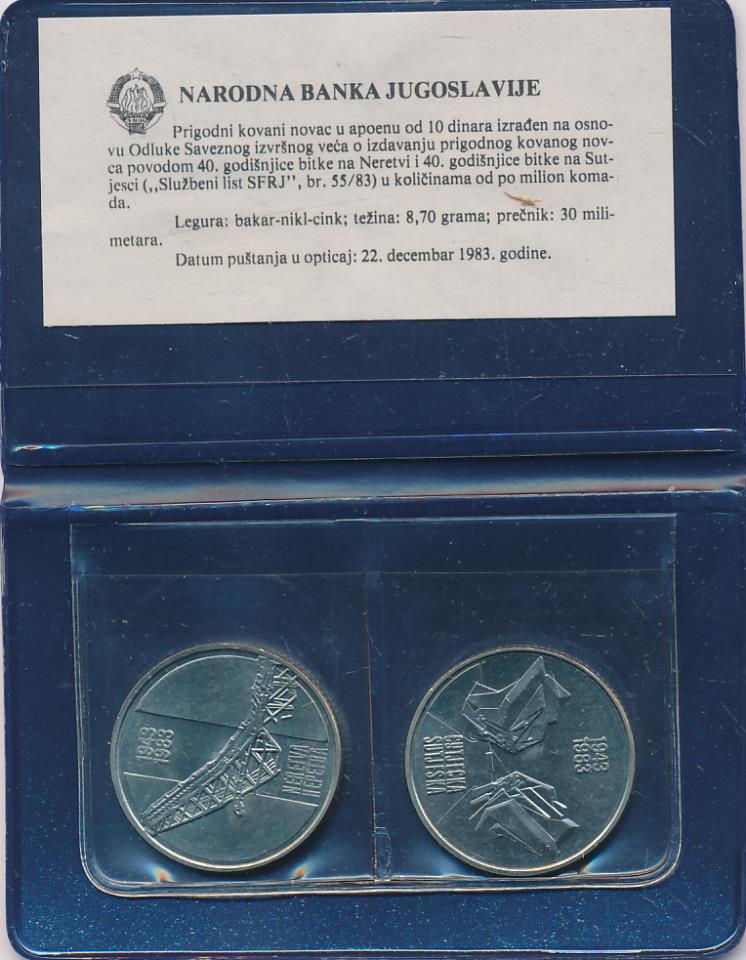 NARODNA BANKA JUGOSLAVIJE
Prigodni kovani novac u apoenu od 10 dinara izrađen na osno-
vu Odluke Saveznog izvršnog veća o izdavanju prigodnog kovanog nov-
ca povodom 40. godišnjice bitke na Neretvi i 40. godišnjice bitke na Sut-
jesci (,,Službeni list SFRJ'', br. 55/83) u količinama od po milion koma-
da.
Legura: bakar-nikl-cink; težina: 8,70 grama; prečnik: 30 mili-
metara.
Datum puštanja u opticaj: 22. decembar 1983. godine.
1943
1983
NERETVA
НЕРЕТВА
1943
1983
СУТЈЕСКА
SUTJESKA